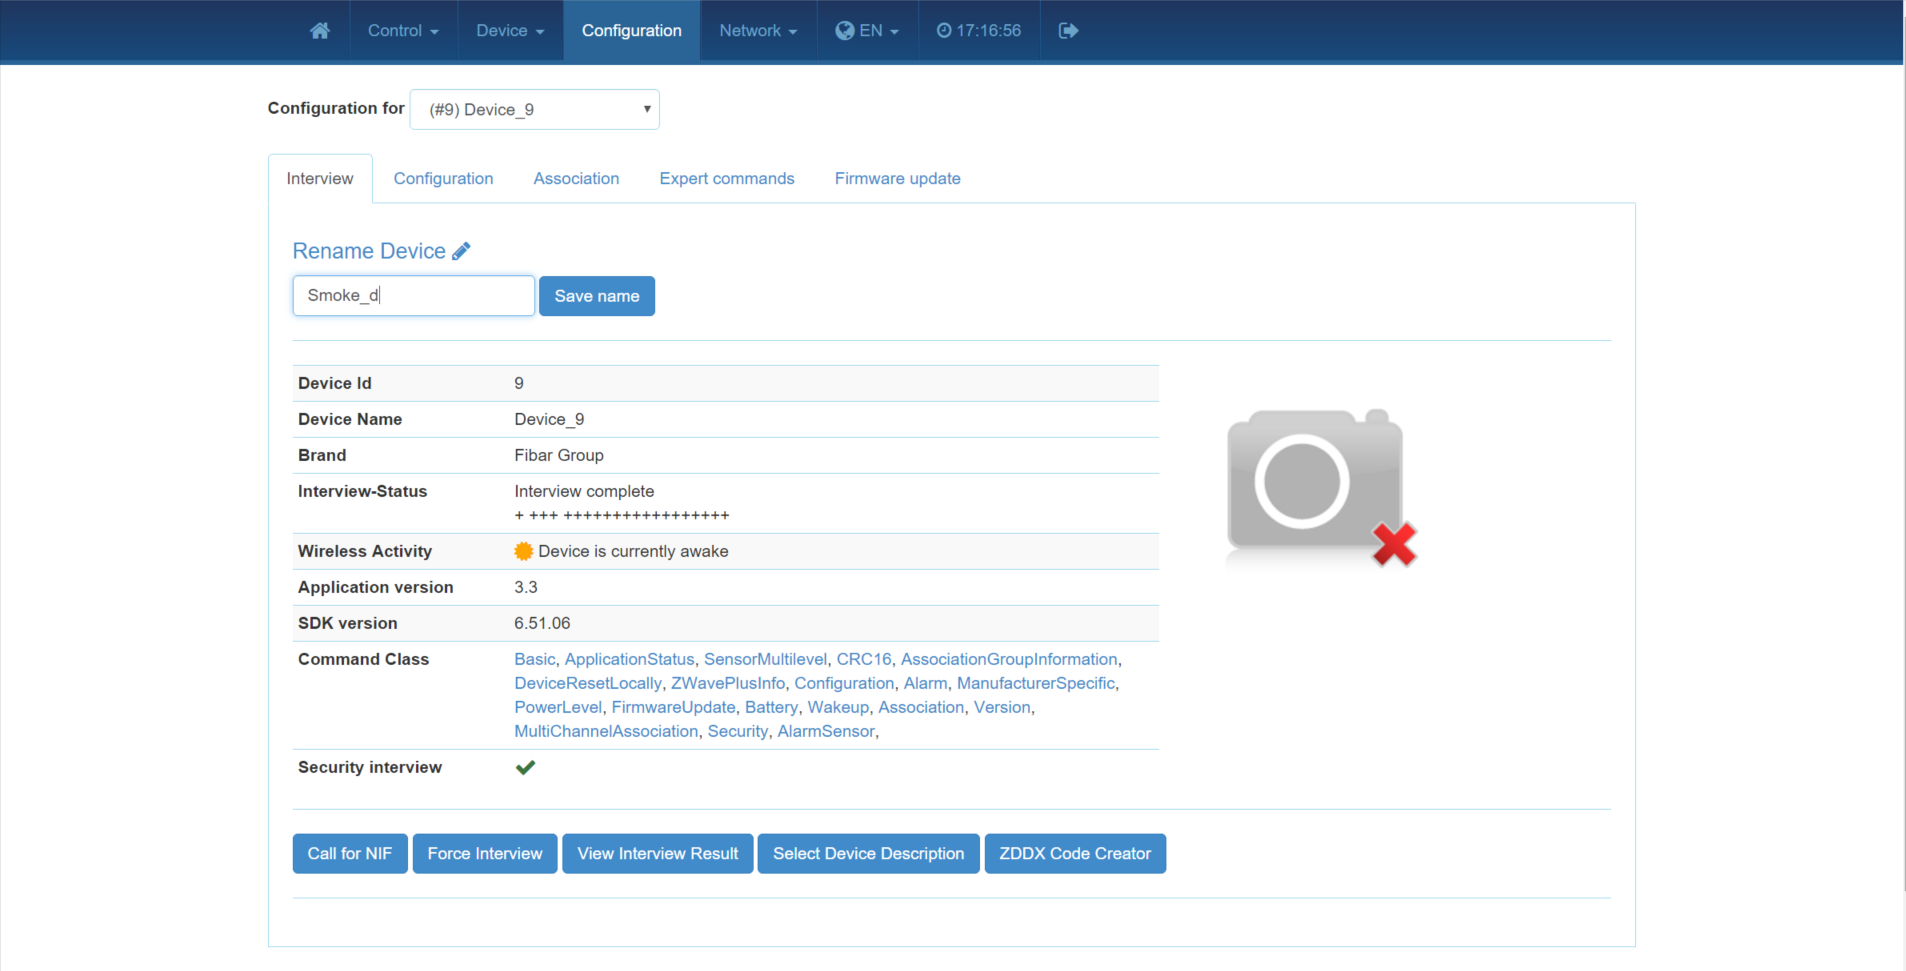 Control
Device
Configuration
Network
EN
17:16:56
Configuration for
(#9) Device_9
Interview
Configuration
Association
Expert commands
Firmware update
Rename Device
Smoke_d
Save name
Device Id 9
Device Name Device_9
Brand Fibar Group
Interview-Status Interview complete
+ +++ +++++++++++++++++
Wireless Activity Device is currently awake
Application version 3.3
SDK version 6.51.06
Command Class Basic, ApplicationStatus, SensorMultilevel, CRC16, AssociationGroupInformation,
DeviceResetLocally, ZWavePlusInfo, Configuration, Alarm, ManufacturerSpecific,
PowerLevel, FirmwareUpdate, Battery, Wakeup, Association, Version,
MultiChannelAssociation, Security, AlarmSensor,
Security interview
Call for NIF
Force Interview
View Interview Result
Select Device Description
ZDDX Code Creator